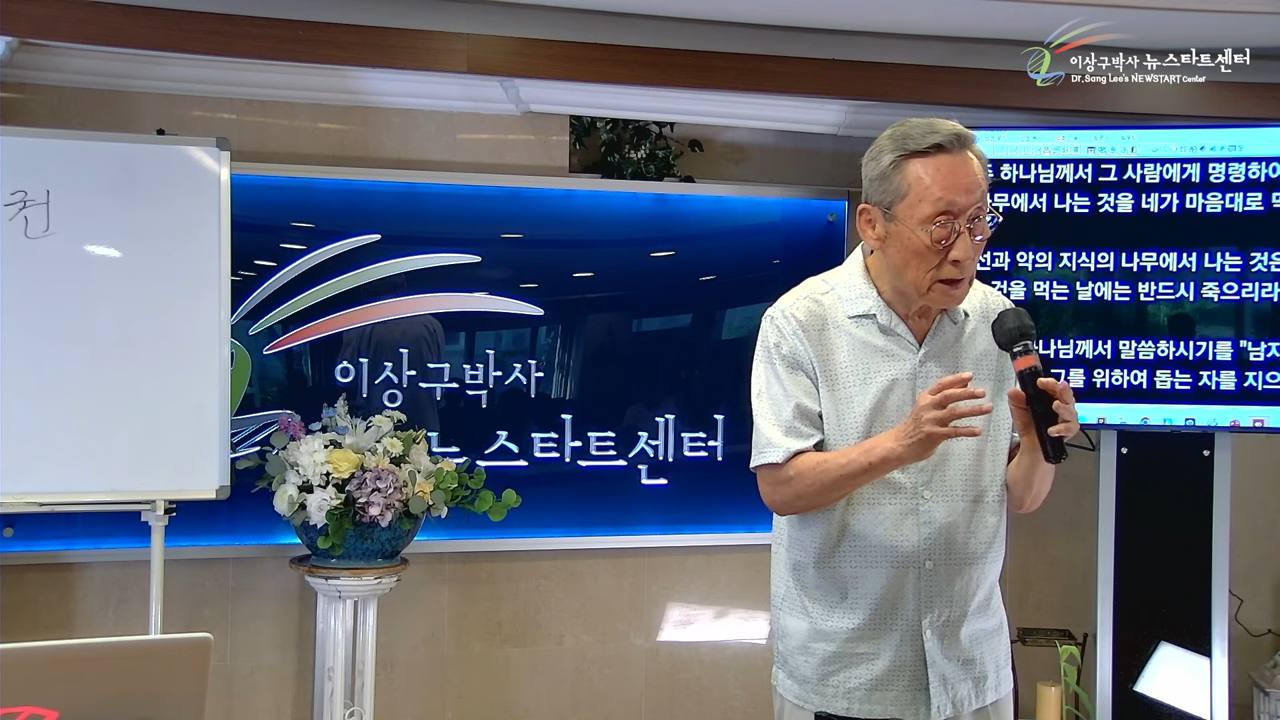 이상구박사 뉴스타트센터
Dr. Sang Lee's NEWSTART Center
권
이상구박사
뉴스타트센터
하나님께서 그 사람에게 명령하이
나무에서 나는 것을 네가 마음대로
선과 악의 지식의 나무에서 나는 것은
것을 먹는 날에는 반드시 죽으리라
하나님께서 말씀하시기를 "남자
그를 위하여 돕는 자를 지으